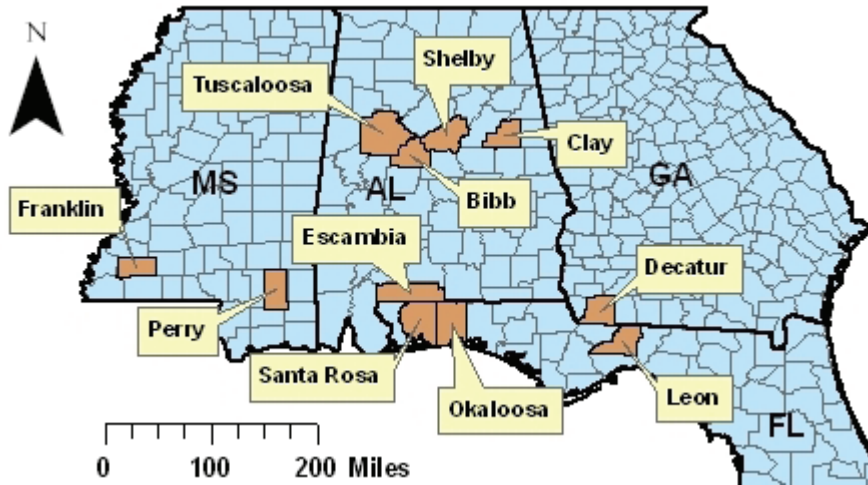 N
Shelby
Tuscaloosa
Clay
MS
AL
GA
Bibb
Franklin
Escambia
Decatur
Perry
Santa Rosa
Okaloosa
Leon
FL
0 100 200 Miles